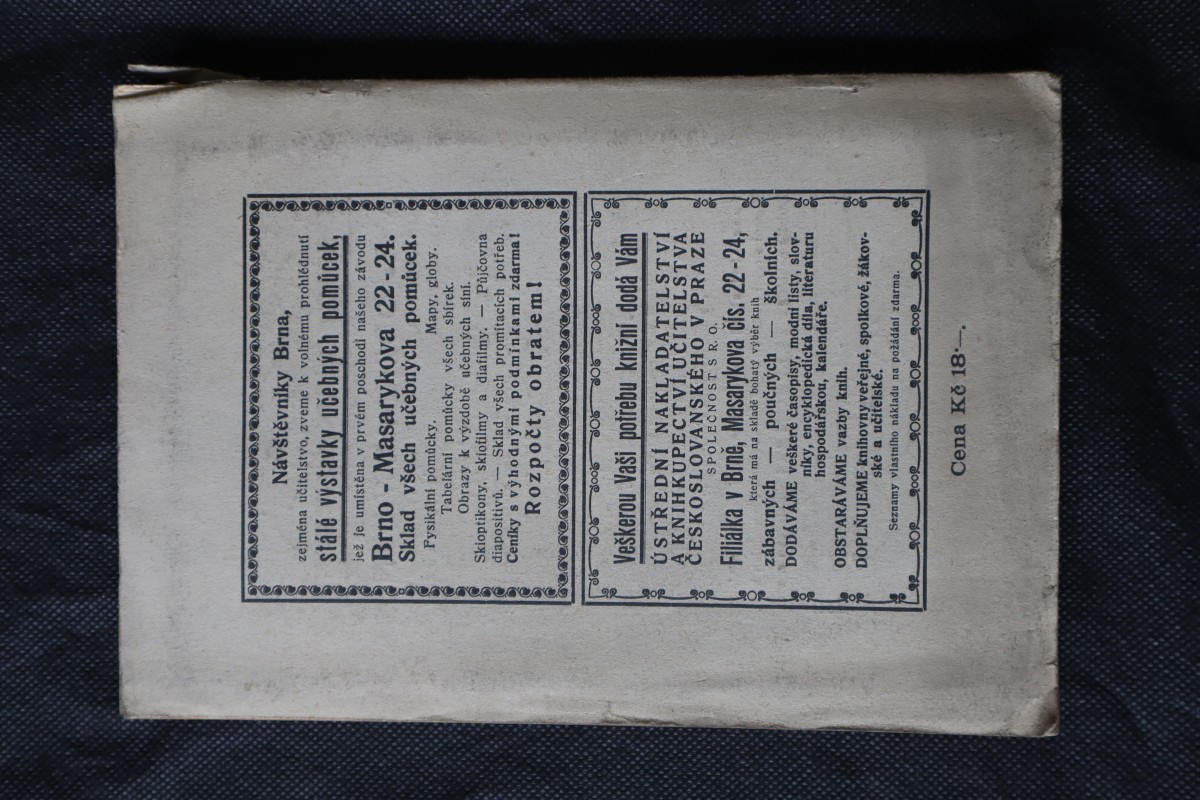 Návštěvníky Brna,
zejména učitelstvo, zveme k volnému prohlédnutí
stálé výstavky učebných pomůcek,
jež je umístěna v prvém poschodí našeho závodu
Brno - Masarykova 22 - 24.
Sklad všech učebných pomůcek.
Fysikální pomůcky. Mapy, globy.
Tabelární pomůcky všech sbírek.
Obrazy k výzdobě učebných síní.
Skioptikony, skiofilmy a diafilmy. — Půjčovna
diapositivů. — Sklad všech promítacích potřeb.
Ceníky s výhodnými podmínkami zdarma!
Rozpočty obratem!
Veškerou Vaši potřebu knižní dodá Vám
ÚSTŘEDNÍ NAKLADATELSTVÍ
A KNIHKUPECTVÍ UČITELSTVA
ČESKOSLOVANSKÉHO V PRAZE
SPOLEČNOST S R. O.
Filiálka v Brně, Masarykova čís. 22 - 24,
která má na skladě bohatý výběr knih
zábavných — poučných — školních.
DODÁVÁME veškeré časopisy, modní listy, slov-
níky, encyklopedická díla, literaturu
hospodářskou, kalendáře.
OBSTARÁVÁME vazby knih.
DOPLŇUJEME knihovny veřejné, spolkové, žákov-
ské a učitelské.
Seznamy vlastního nákladu na požádání zdarma.
Cena Kč 18·—.